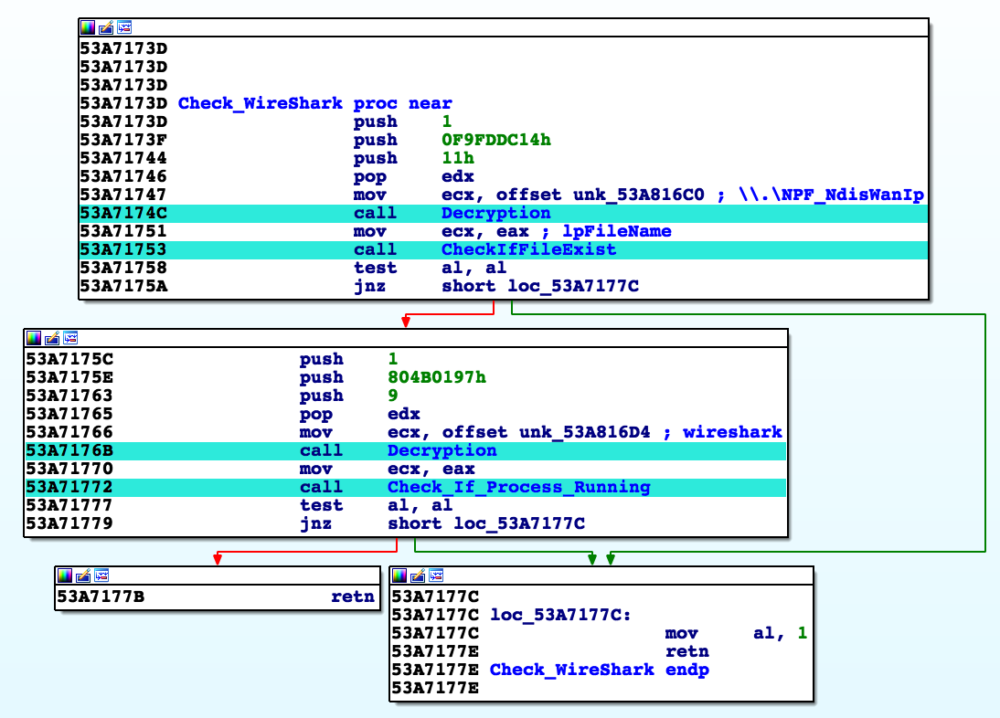 53A7173D
53A7173D
53A7173D
53A7173D Check_WireShark proc near
53A7173D push 1
53A7173F push 0F9FDDC14h
53A71744 push 11h
53A71746 pop edx
53A71747 mov ecx, offset unk_53A816C0 ; \\.\NPF_NdisWanIp
53A7174C call Decryption
53A71751 mov ecx, eax ; lpFileName
53A71753 call CheckIfFileExist
53A71758 test al, al
53A7175A jnz short loc_53A7177C
53A7175C push 1
53A7175E push 804B0197h
53A71763 push 9
53A71765 pop edx
53A71766 mov ecx, offset unk_53A816D4 ; wireshark
53A7176B call Decryption
53A71770 mov ecx, eax
53A71772 call Check_If_Process_Running
53A71777 test al, al
53A71779 jnz short loc_53A7177C
53A7177B retn
53A7177C
53A7177C loc_53A7177C:
53A7177C mov al, 1
53A7177E retn
53A7177E Check_WireShark endp
53A7177E